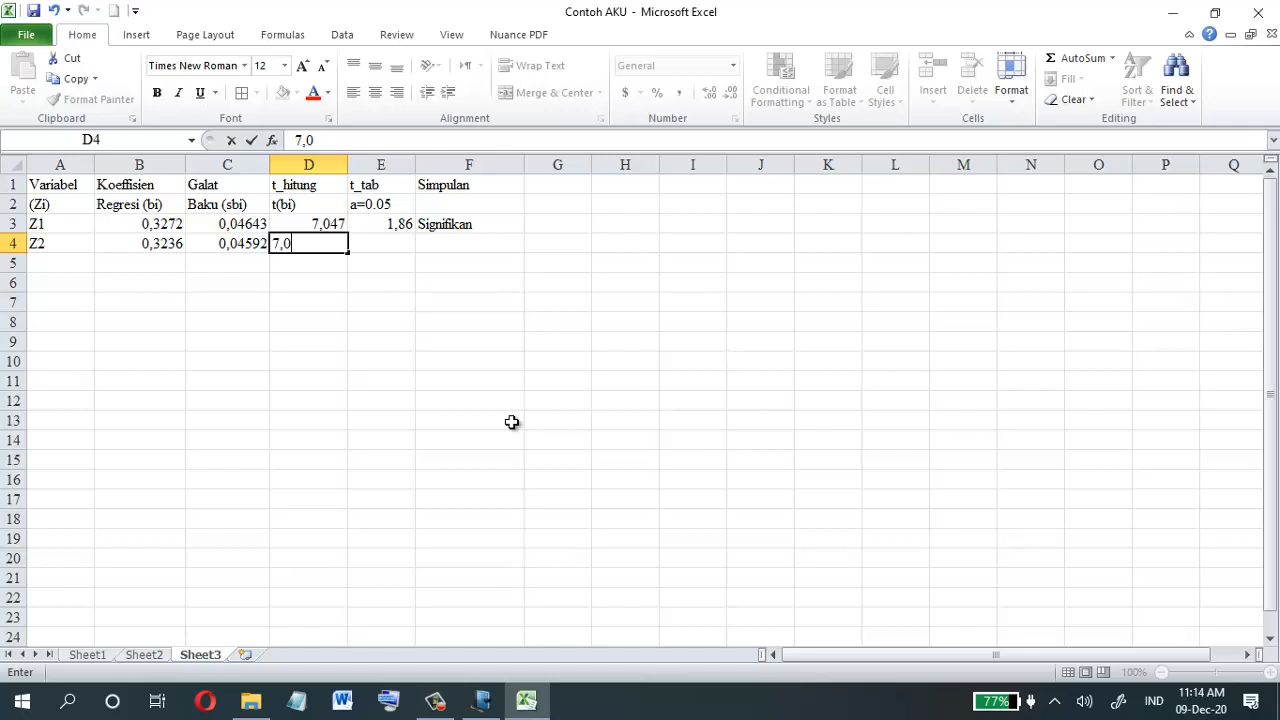 Contoh AKU - Microsoft Excel
File Home Insert Page Layout Formulas Data Review View Nuance PDF
Paste Cut Copy Format Painter
Clipboard
Times New Roman 12
B I U A
Font
Wrap Text
Merge & Center
Alignment
General
$ % ,
Number
Conditional Formatting Format as Table Cell Styles
Styles
Insert Delete Format
Cells
Σ AutoSum Fill Clear Sort & Filter Find & Select
Editing
D4 fx 7,0
A B C D E F G H I J K L M N O P Q
1 Variabel Koeffisien Galat t_hitung t_tab Simpulan
2 (Zi) Regresi (bi) Baku (sbi) t(bi) a=0.05
3 Z1 0,3272 0,04643 7,047 1,86 Signifikan
4 Z2 0,3236 0,04592 7,0
5
6
7
8
9
10
11
12
13
14
15
16
17
18
19
20
21
22
23
24
Sheet1 Sheet2 Sheet3
Enter 100%
77% IND 11:14 AM
09-Dec-20